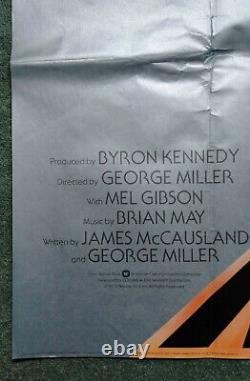 Produced by BYRON KENNEDY
Directed by GEORGE MILLER
With MEL GIBSON
Music by BRIAN MAY
Written by JAMES McCAUSLAND
and GEORGE MILLER